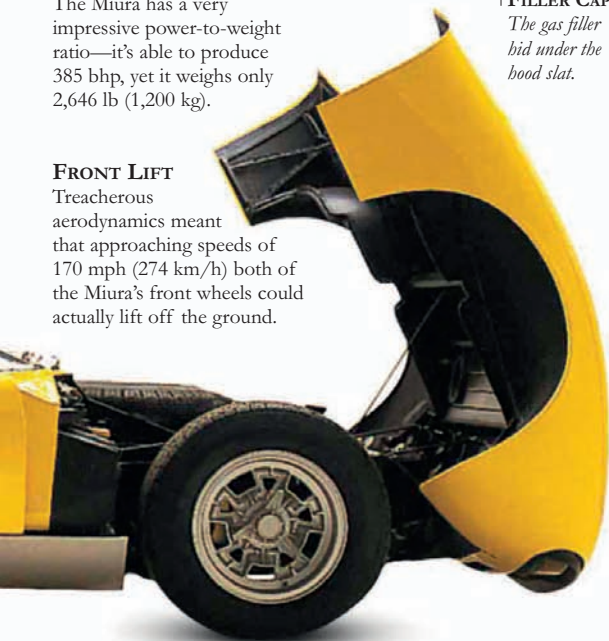 The Miura has a very
impressive power-to-weight
ratio—it's able to produce
385 bhp, yet it weighs only
2,646 lb (1,200 kg).
FRONT LIFT
Treacherous
aerodynamics meant
that approaching speeds of
170 mph (274 km/h) both of
the Miura's front wheels could
actually lift off the ground.
FILLER CAP
The gas filler
hid under the
hood slat.